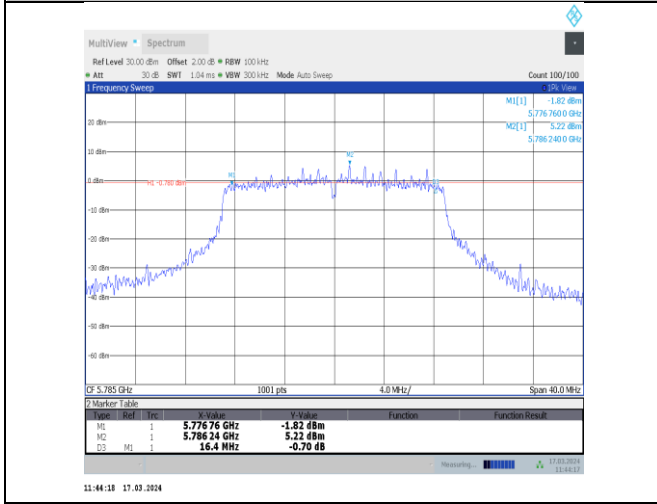 MultiView Spectrum
Ref Level 30.00 dBm Offset 2.00 dB RBW 100 kHz
Att 30 dB SWT 1.04 ms VBW 300 kHz Mode Auto Sweep Count 100/100
1 Frequency Sweep 1Pk View
M1[1] -1.82 dBm
5.776 760 0 GHz
M2[1] 5.22 dBm
5.786 240 0 GHz
20 dBm
10 dBm
M2
M1
0 dBm
H1 -0.780 dBm
-10 dBm
-20 dBm
-30 dBm
-40 dBm
-50 dBm
-60 dBm
CF 5.785 GHz 1001 pts 4.0 MHz/ Span 40.0 MHz
2 Marker Table
Type Ref Trc X-Value Y-Value Function Function Result
M1 1 5.776 76 GHz -1.82 dBm
M2 1 5.786 24 GHz 5.22 dBm
D3 M1 1 16.4 MHz -0.70 dB
Measuring... 17.03.2024
11:44:17
11:44:18 17.03.2024